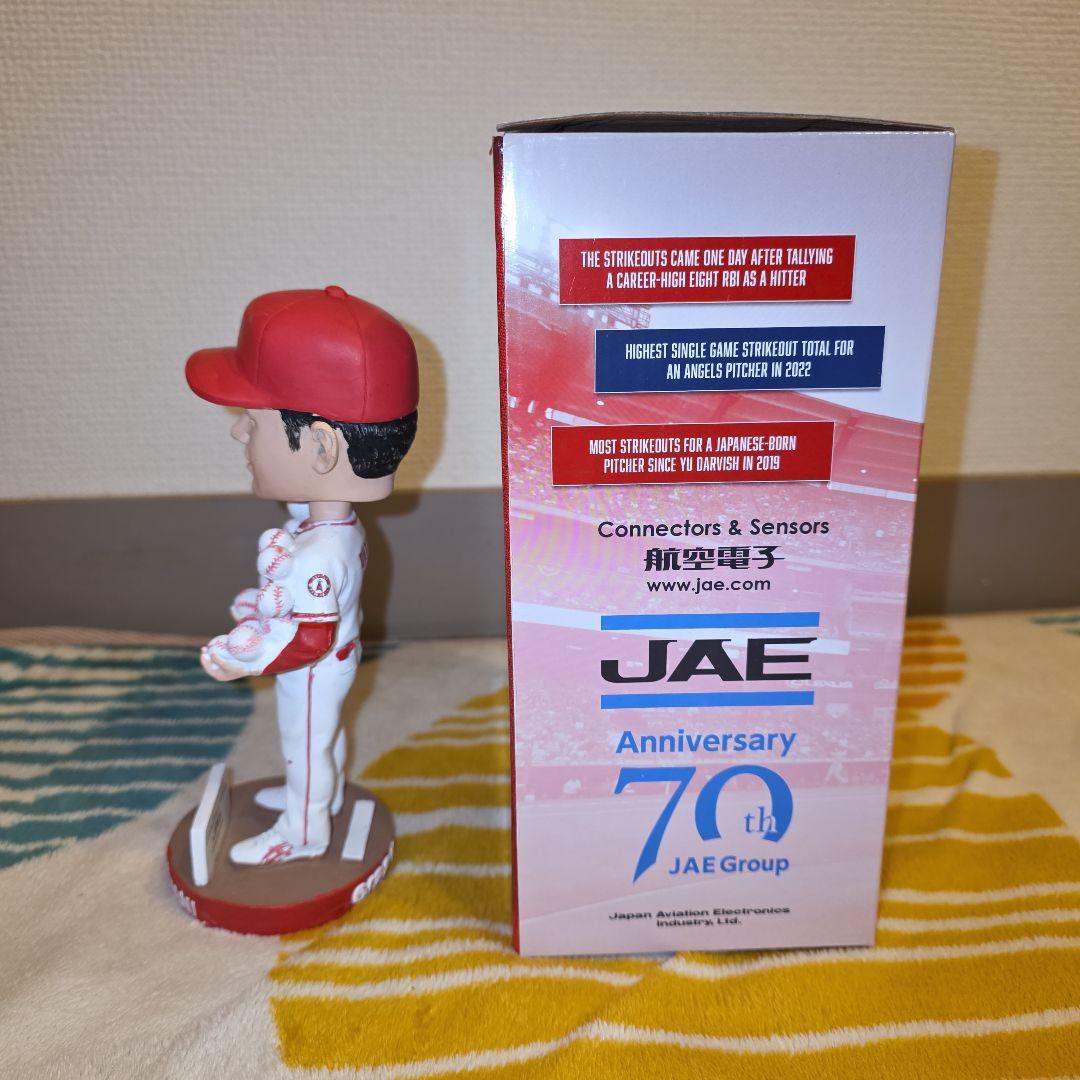 THE STRIKEOUTS CAME ONE DAY AFTER TALLYING
A CAREER-HIGH EIGHT RBI AS A HITTER
HIGHEST SINGLE GAME STRIKEOUT TOTAL FOR
AN ANGELS PITCHER IN 2022
MOST STRIKEOUTS FOR A JAPANESE-BORN
PITCHER SINCE YU DARVISH IN 2019
Connectors & Sensors
航空電子
www.jae.com
JAE
Anniversary
70th
JAE Group
Japan Aviation Electronics
Industry, Ltd.
A